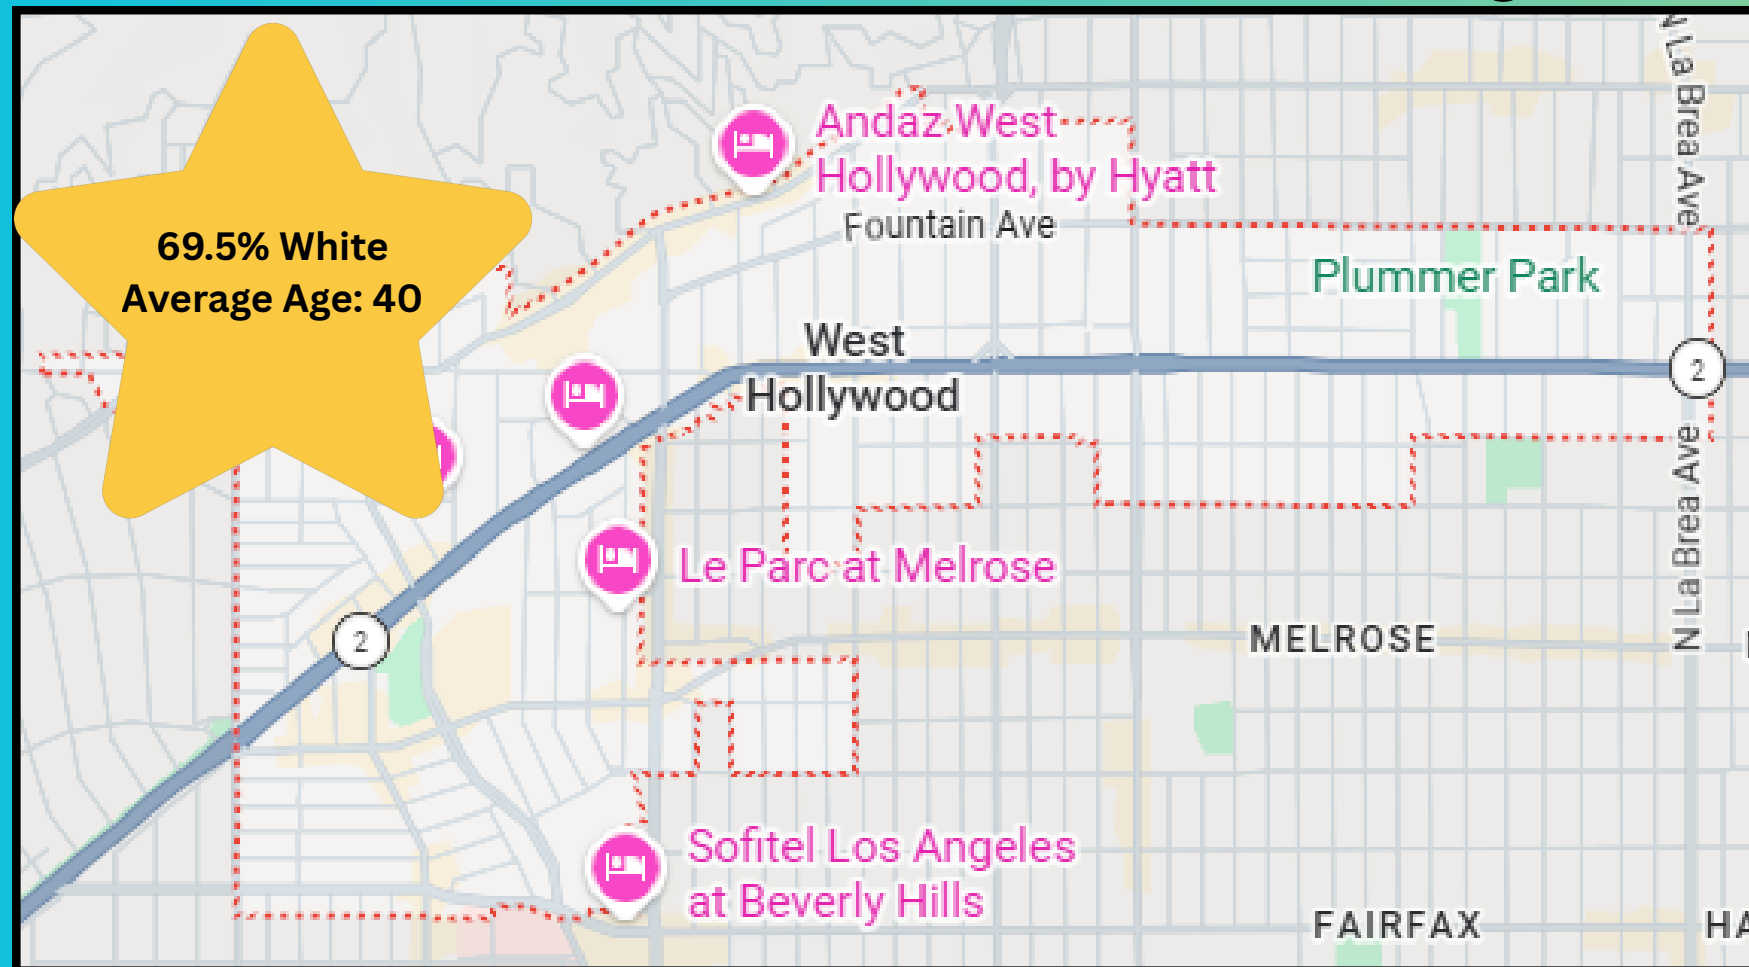 69.5% White
Average Age: 40
Andaz West
Hollywood, by Hyatt
Fountain Ave
N La Brea Ave
Plummer Park
West
Hollywood
2
Le Parc at Melrose
N La Brea Ave
2
MELROSE
Sofitel Los Angeles
at Beverly Hills
FAIRFAX
HA